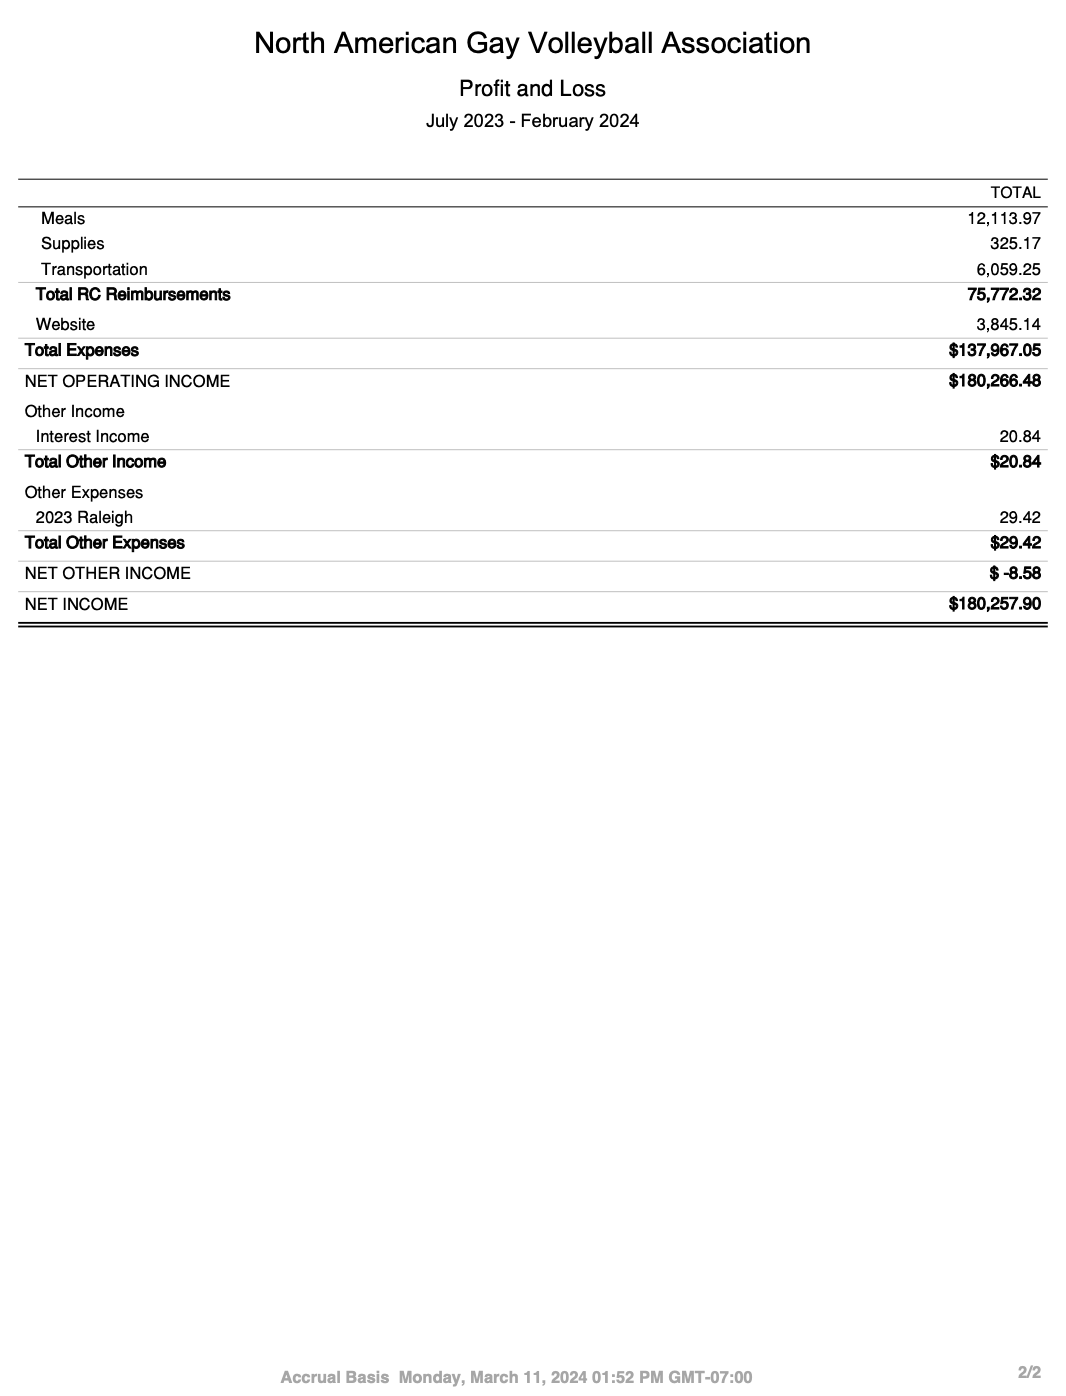 North American Gay Volleyball Association
Profit and Loss
July 2023 - February 2024
TOTAL
Meals 12,113.97
Supplies 325.17
Transportation 6,059.25
Total RC Reimbursements 75,772.32
Website 3,845.14
Total Expenses $137,967.05
NET OPERATING INCOME $180,266.48
Other Income
Interest Income 20.84
Total Other Income $20.84
Other Expenses
2023 Raleigh 29.42
Total Other Expenses $29.42
NET OTHER INCOME $ -8.58
NET INCOME $180,257.90
Accrual Basis Monday, March 11, 2024 01:52 PM GMT-07:00 2/2